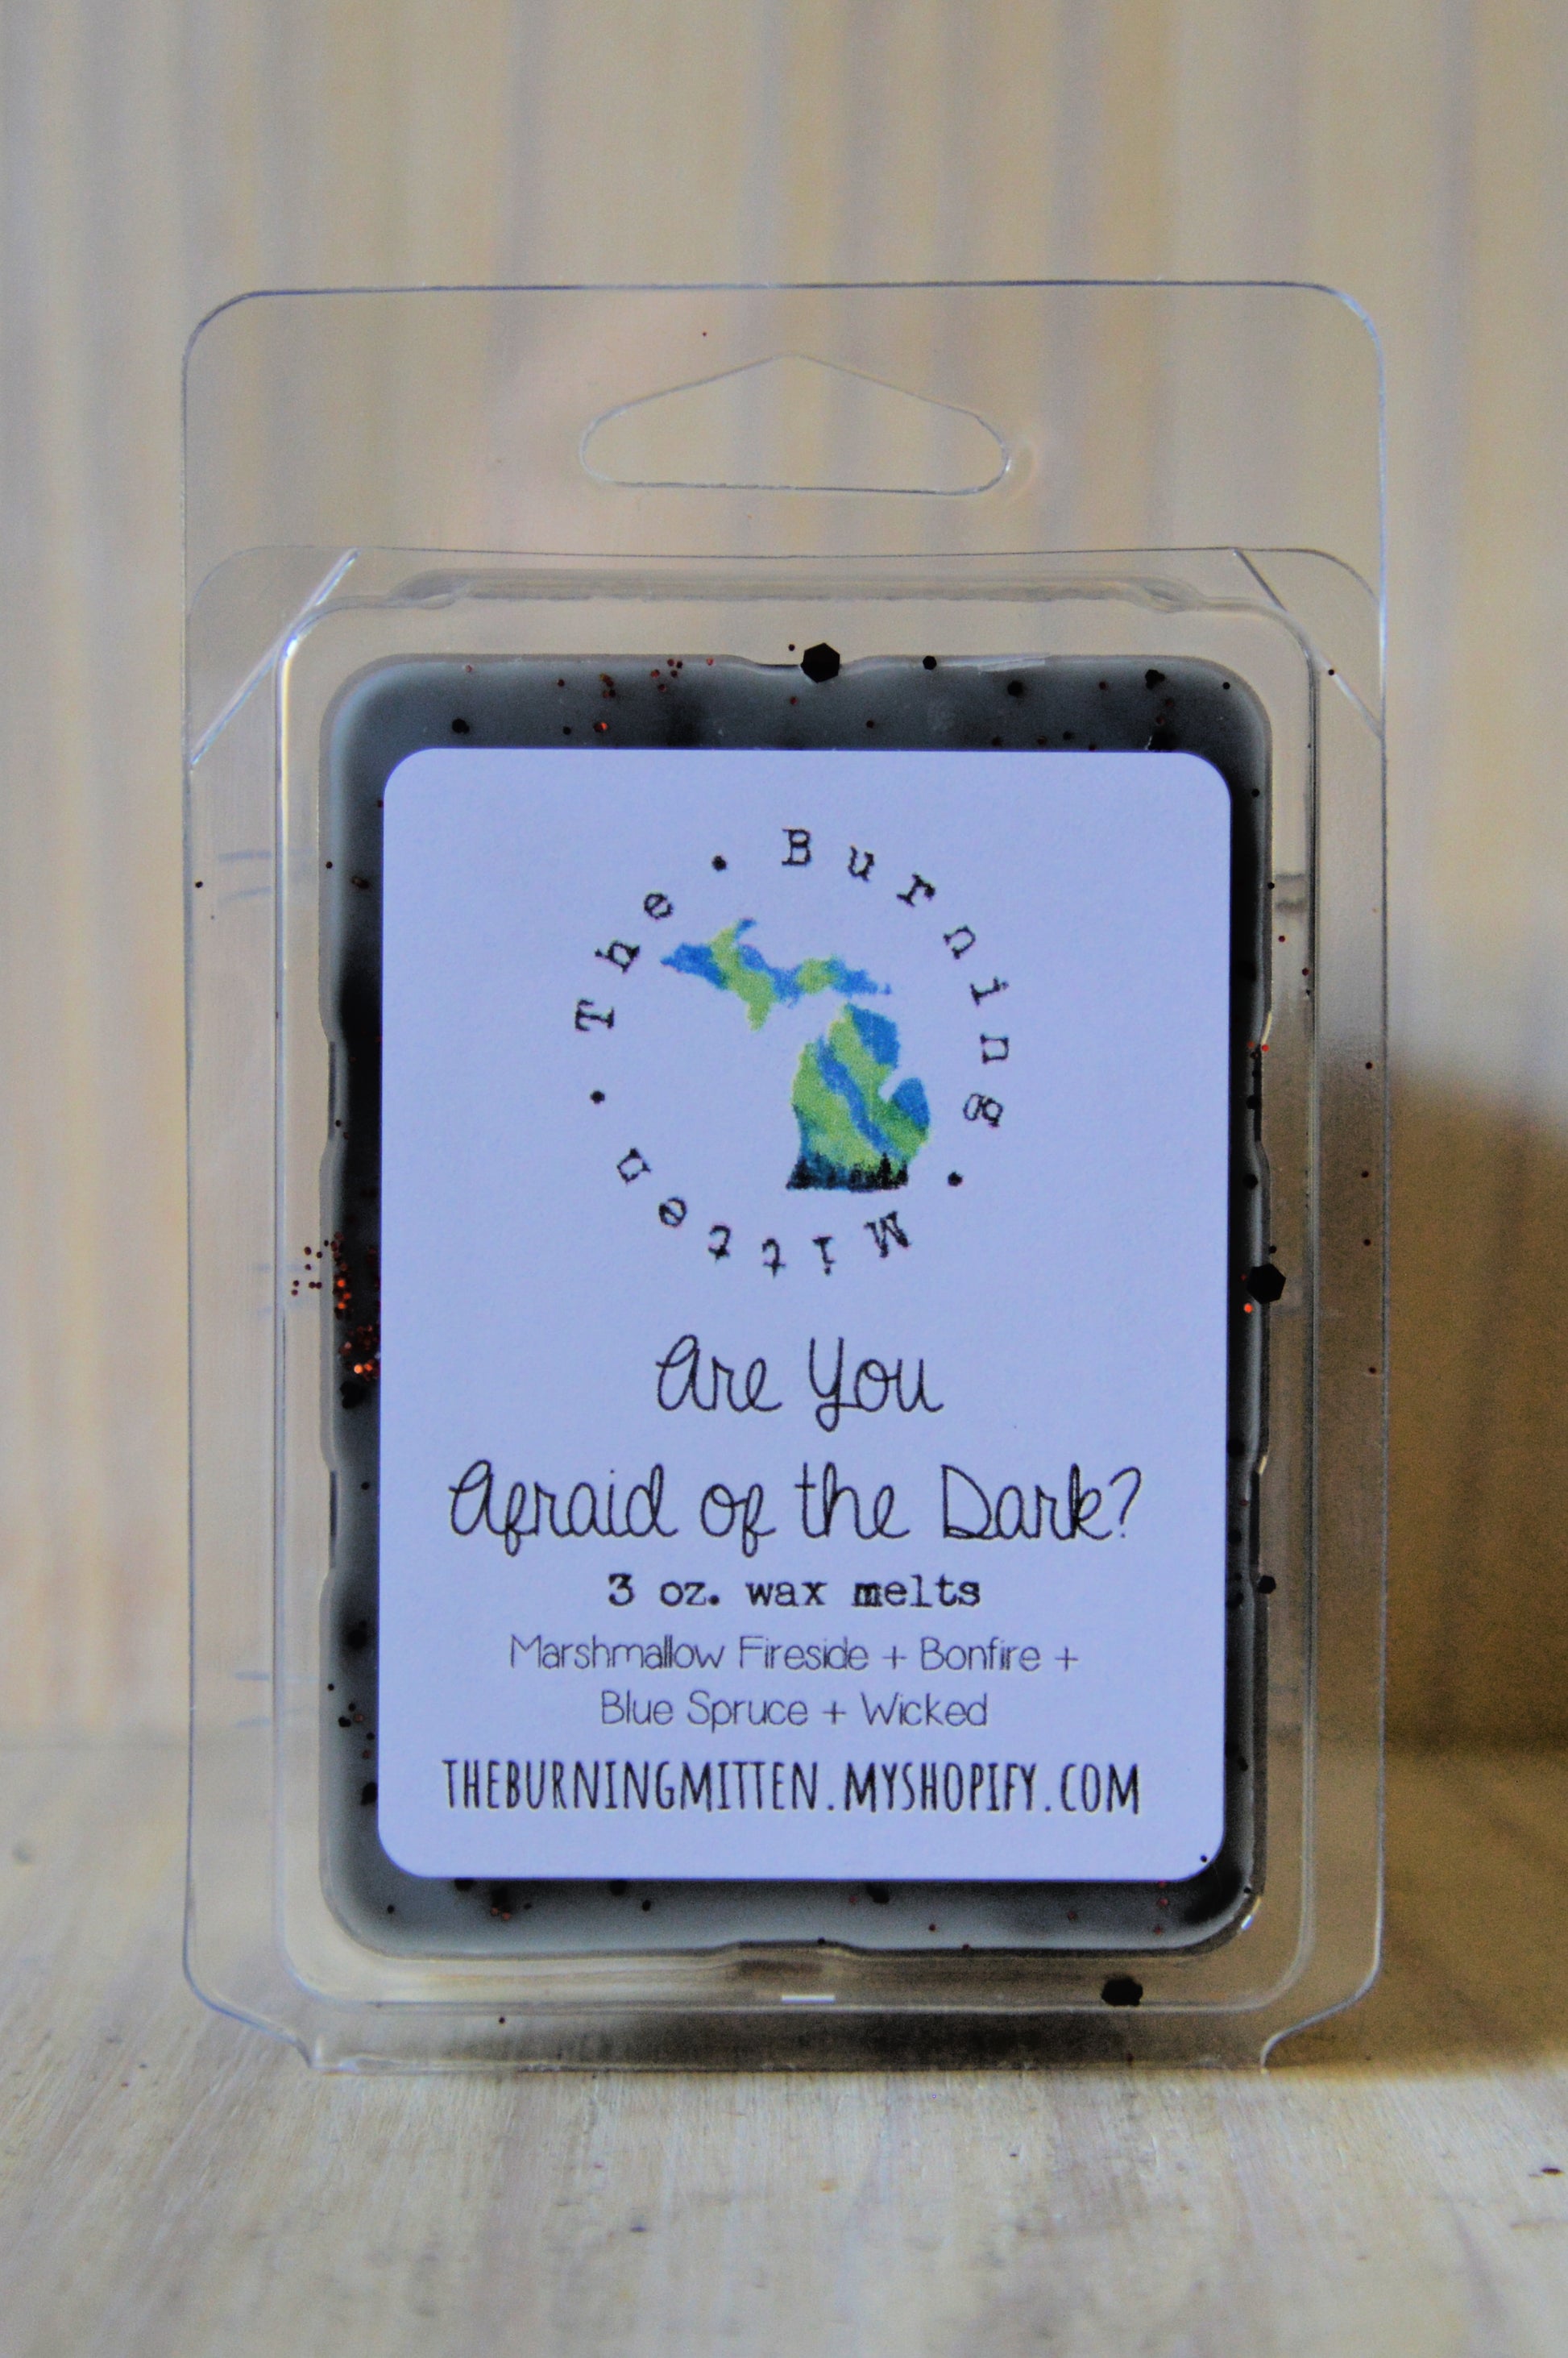 The • Burning • Mitten •
Are You
Afraid of the Dark?
3 oz. wax melts
Marshmallow Fireside + Bonfire +
Blue Spruce + Wicked
THEBURNINGMITTEN.MYSHOPIFY.COM